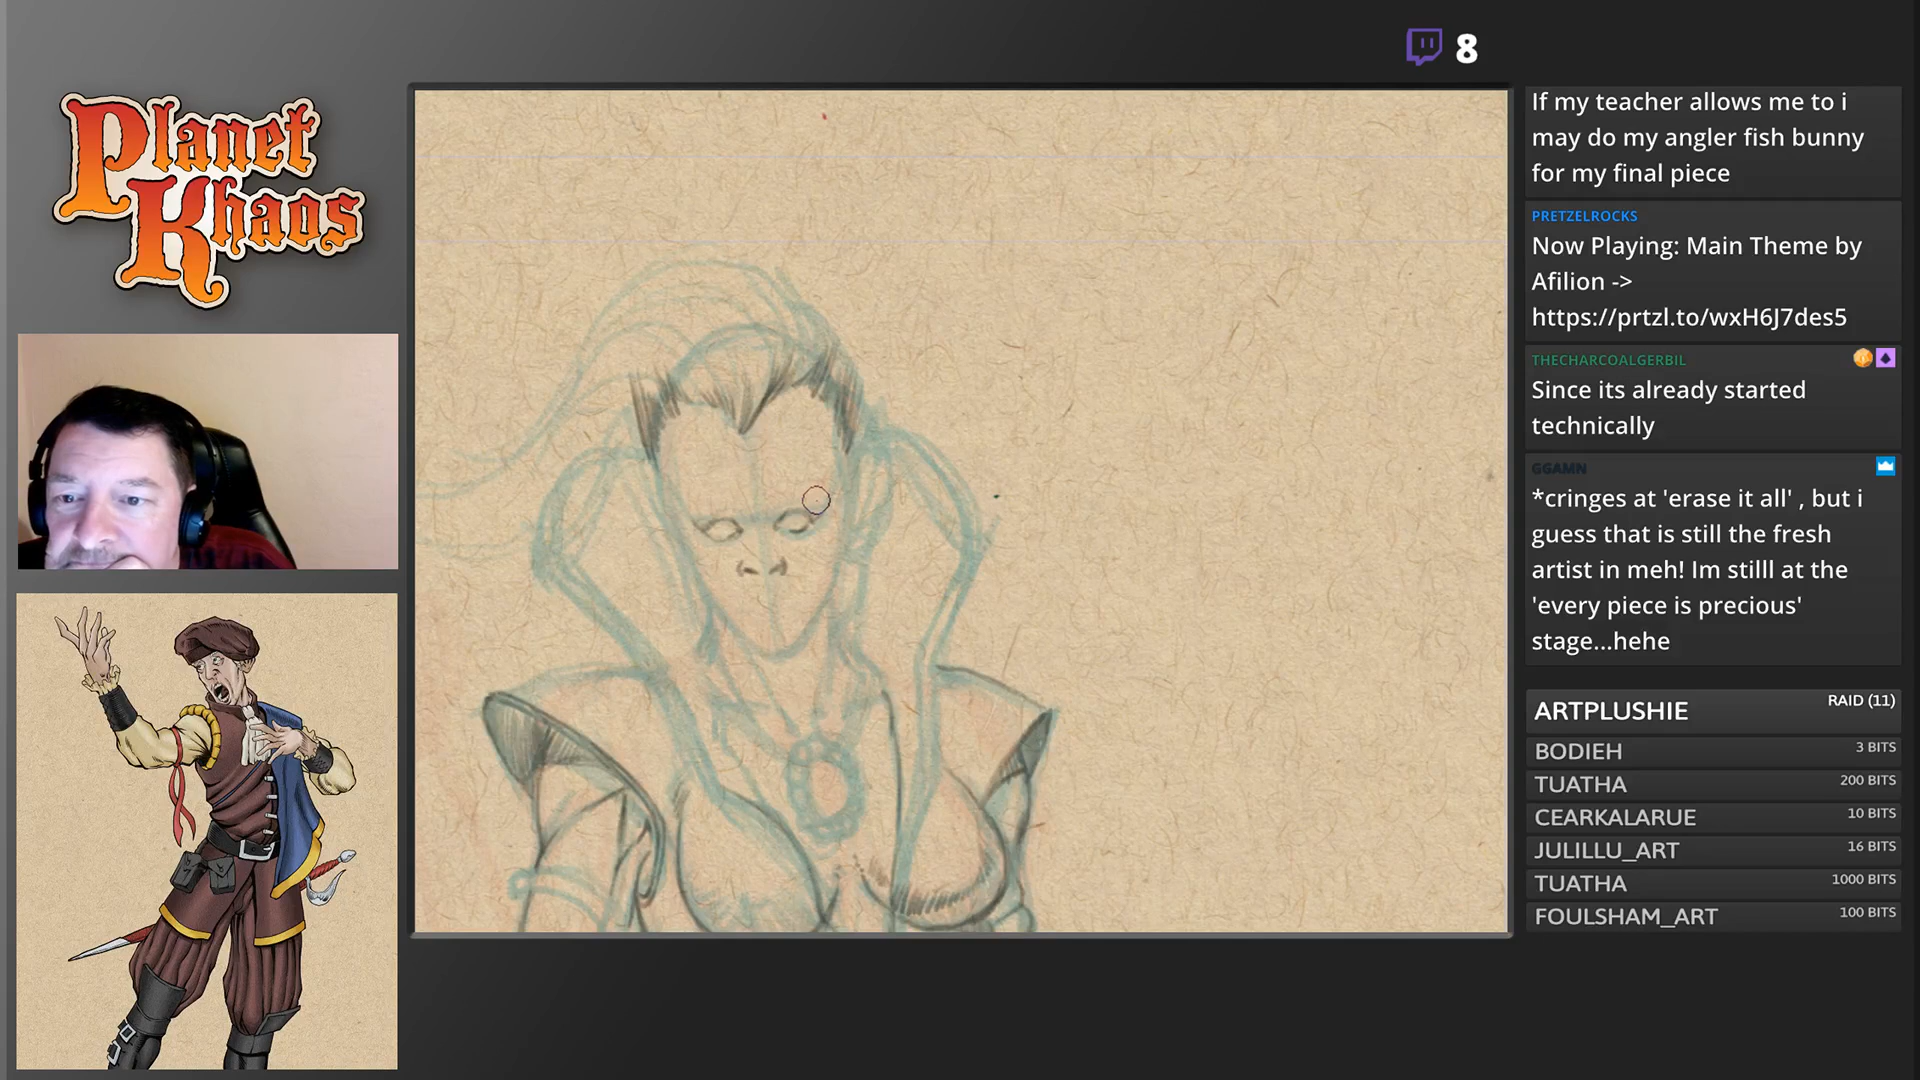 8
Planet
Khaos
If my teacher allows me to i
may do my angler fish bunny
for my final piece
PRETZELROCKS
Now Playing: Main Theme by
Afilion ->
https://prtzl.to/wxH6J7des5
THECHARCOALGERBIL
Since its already started
technically
GGAMN
*cringes at 'erase it all' , but i
guess that is still the fresh
artist in meh! Im stilll at the
'every piece is precious'
stage...hehe
ARTPLUSHIE RAID (11)
BODIEH 3 BITS
TUATHA 200 BITS
CEARKALARUE 10 BITS
JULILLU_ART 16 BITS
TUATHA 1000 BITS
FOULSHAM_ART 100 BITS